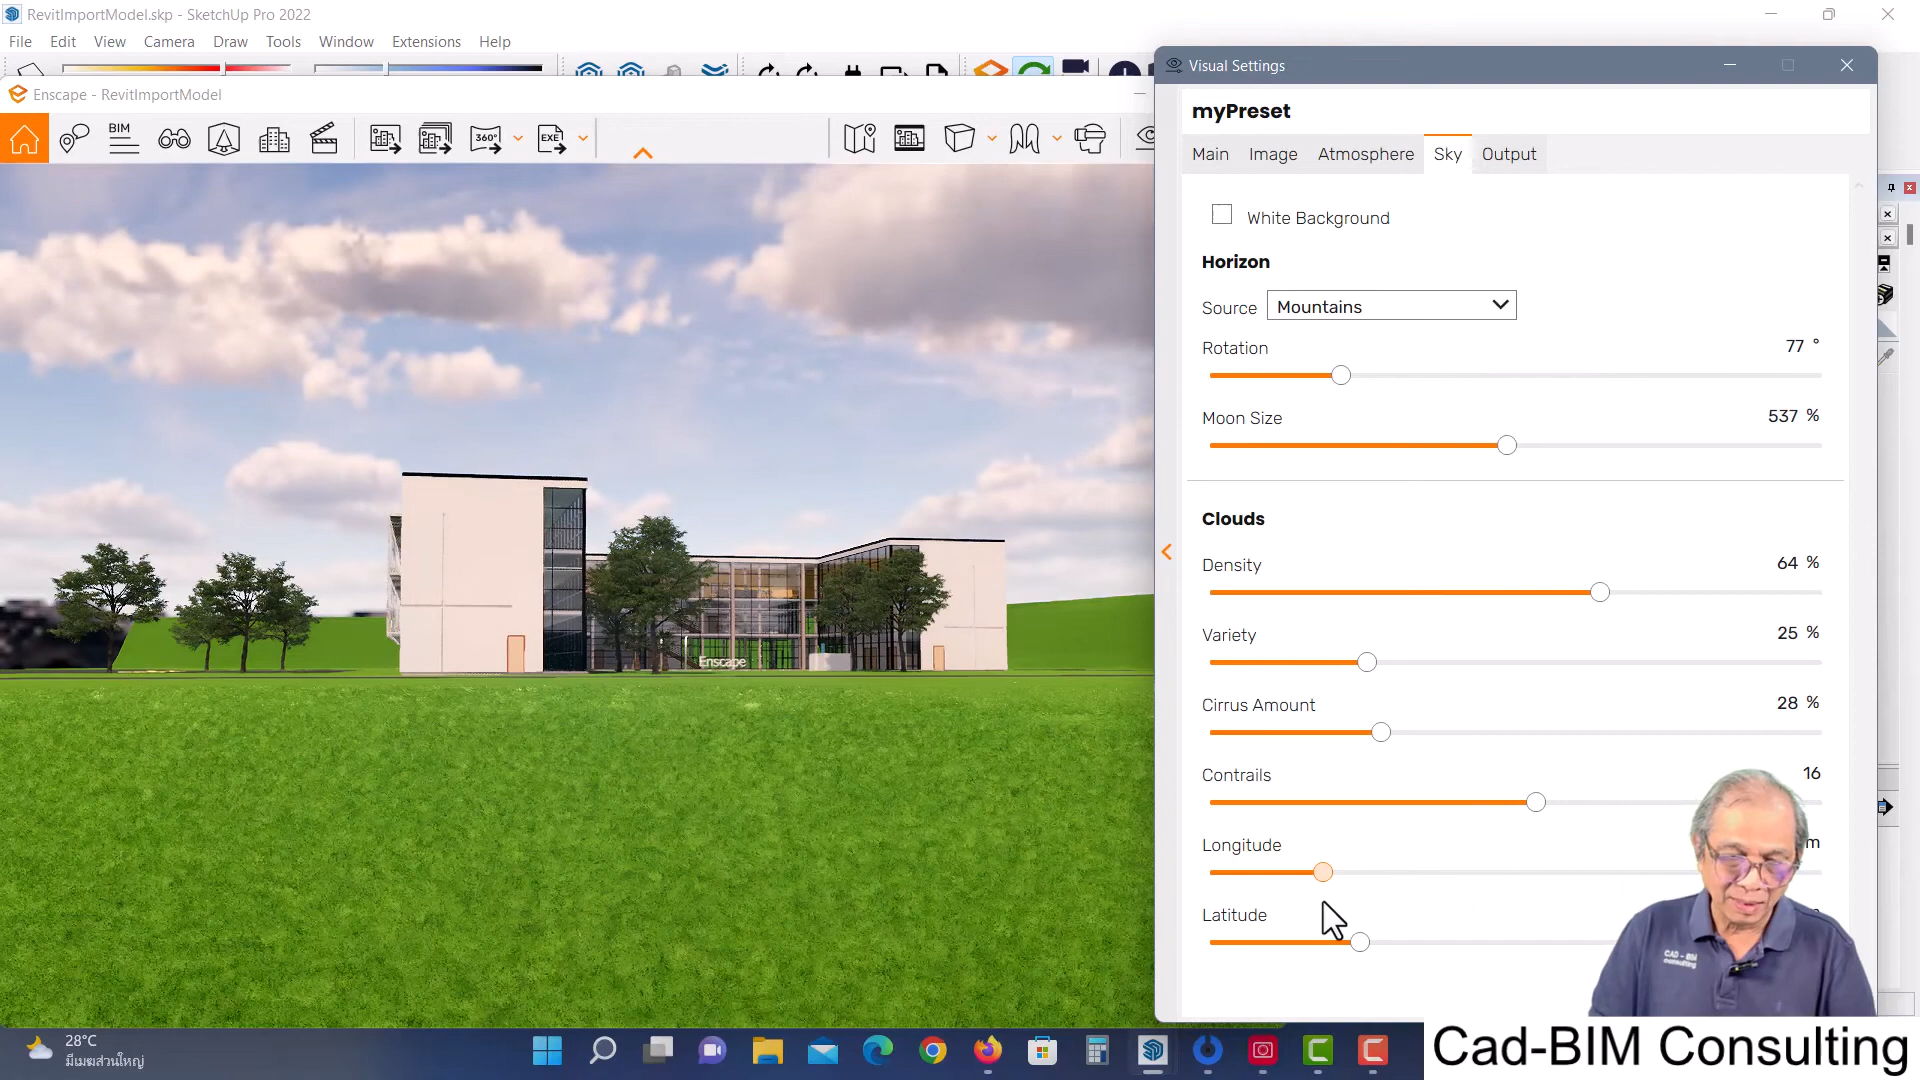 RevitImportModel.skp - SketchUp Pro 2022
File Edit View Camera Draw Tools Window Extensions Help
Enscape - RevitImportModel
BIM
360°
EXE
Enscape
Visual Settings
myPreset
Main Image Atmosphere Sky Output
White Background
Horizon
Source Mountains
Rotation 77 °
Moon Size 537 %
Clouds
Density 64 %
Variety 25 %
Cirrus Amount 28 %
Contrails 16
Longitude m
Latitude
CAD - BIM
consulting
28°C
มีเมฆส่วนใหญ่
Cad-BIM Consulting